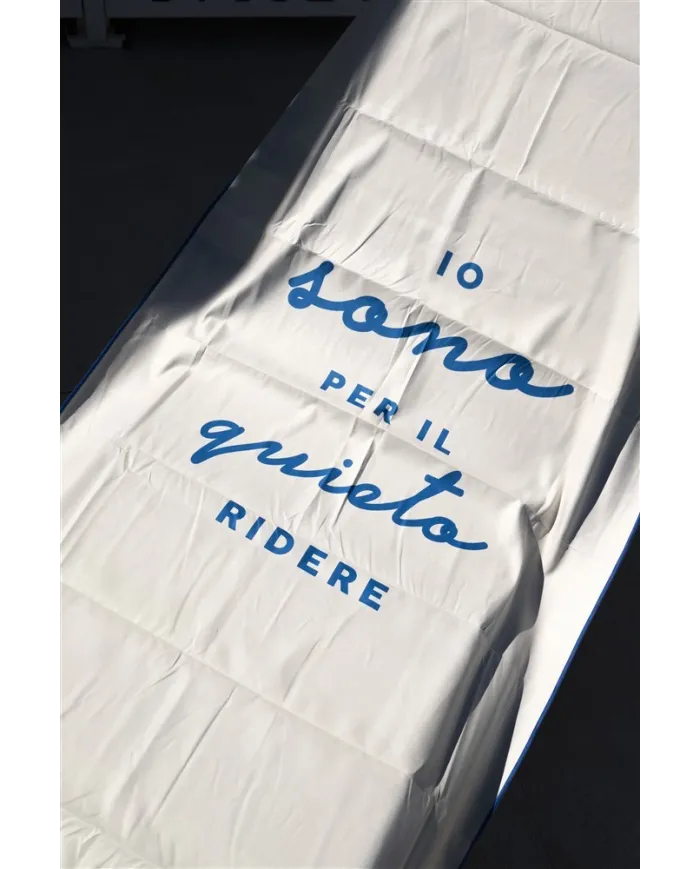 IO
sono
PER IL
quieto
RIDERE